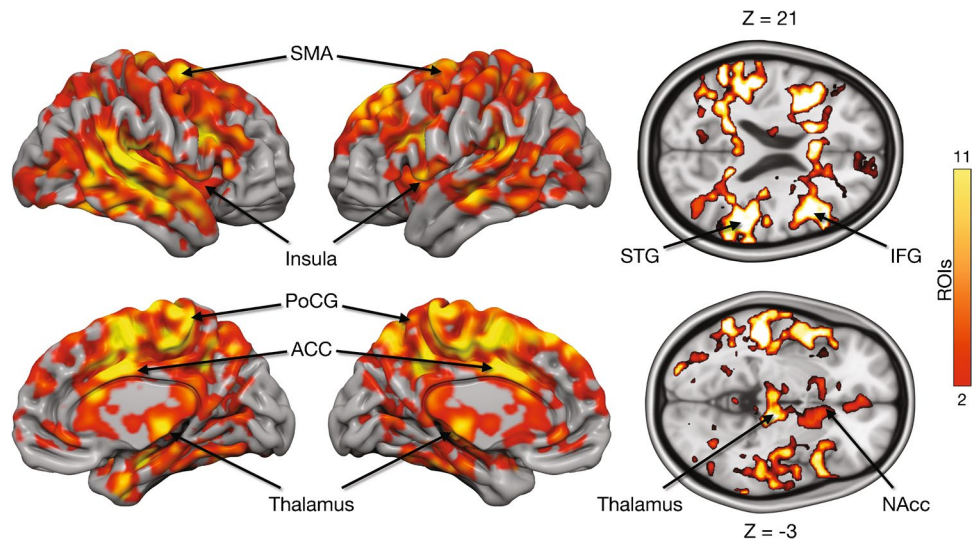 Z = 21
SMA
11
Insula
STG
IFG
ROIs
PoCG
ACC
2
Thalamus
Thalamus
NAcc
Z = -3